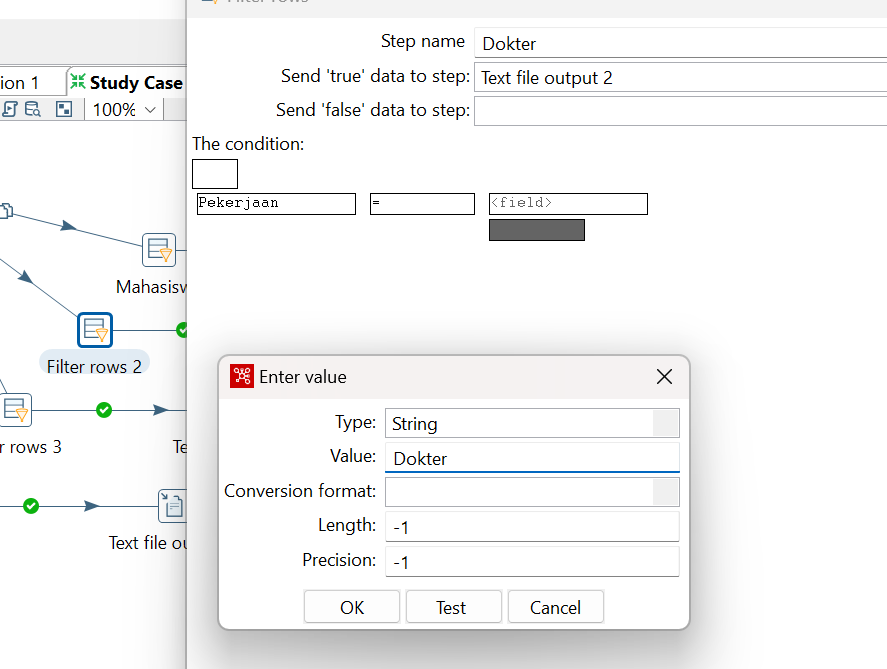 Filter rows
Step name Dokter
Send 'true' data to step: Text file output 2
Send 'false' data to step:
The condition:
Pekerjaan = <field>
ion 1 Study Case
100%
Mahasisw
Filter rows 2
r rows 3
Te
Text file ou
Enter value
Type: String
Value: Dokter
Conversion format:
Length: -1
Precision: -1
OK Test Cancel